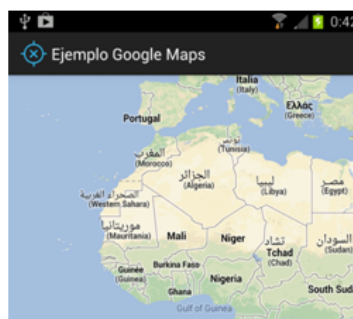 0:42
Ejemplo Google Maps
Italia
(Italy)
Ελλάς
(Greece)
Portugal
تونس
(Tunisia)
المغرب
(Morocco)
الجزائر
(Algeria)
ليبيا
(Libya)
مصر
(Egypt)
الصحراء الغربية
(Western Sahara)
موريتانيا
(Mauritania)
Mali
Niger
تشاد
Tchad
(Chad)
السودان
(Sudan)
Guinée
(Guinea)
Burkina Faso
Ghana
Nigeria
South Sud
Gulf of Guinea